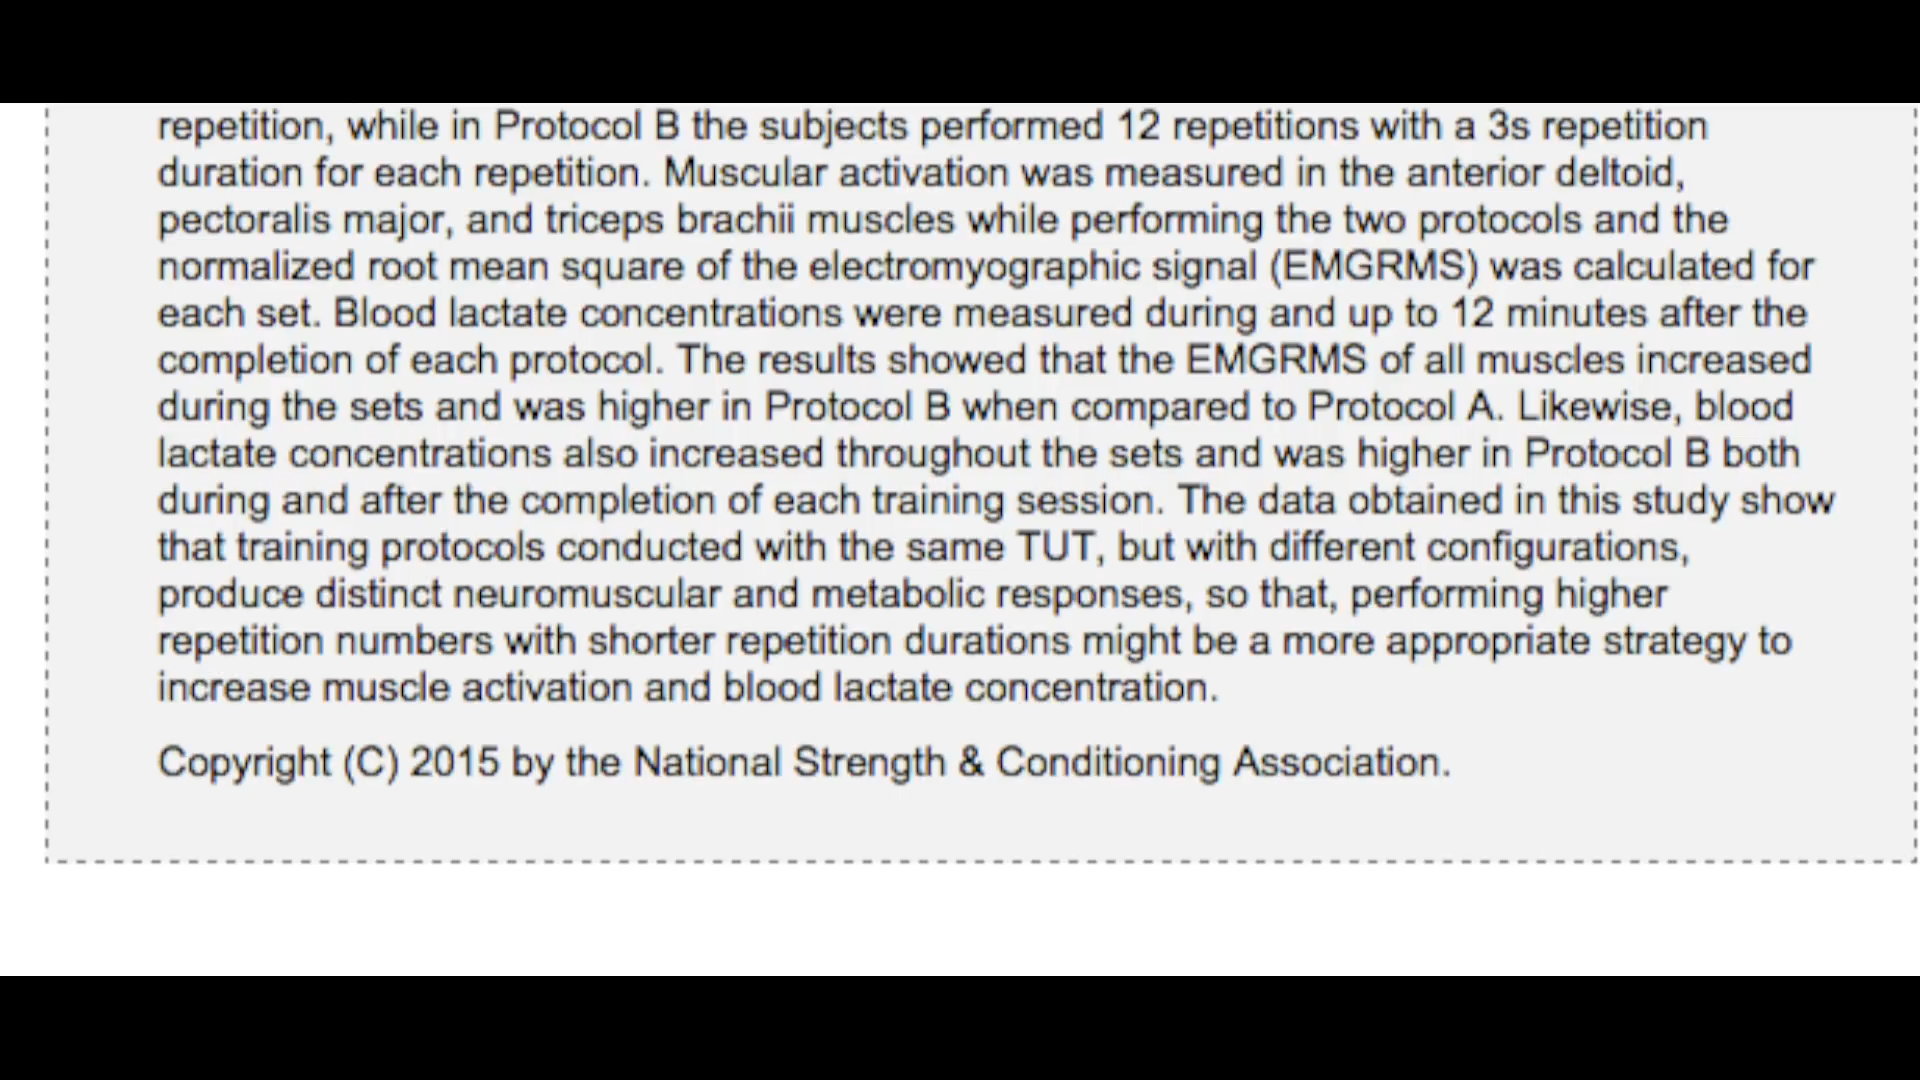 repetition, while in Protocol B the subjects performed 12 repetitions with a 3s repetition
duration for each repetition. Muscular activation was measured in the anterior deltoid,
pectoralis major, and triceps brachii muscles while performing the two protocols and the
normalized root mean square of the electromyographic signal (EMGRMS) was calculated for
each set. Blood lactate concentrations were measured during and up to 12 minutes after the
completion of each protocol. The results showed that the EMGRMS of all muscles increased
during the sets and was higher in Protocol B when compared to Protocol A. Likewise, blood
lactate concentrations also increased throughout the sets and was higher in Protocol B both
during and after the completion of each training session. The data obtained in this study show
that training protocols conducted with the same TUT, but with different configurations,
produce distinct neuromuscular and metabolic responses, so that, performing higher
repetition numbers with shorter repetition durations might be a more appropriate strategy to
increase muscle activation and blood lactate concentration.
Copyright (C) 2015 by the National Strength & Conditioning Association.